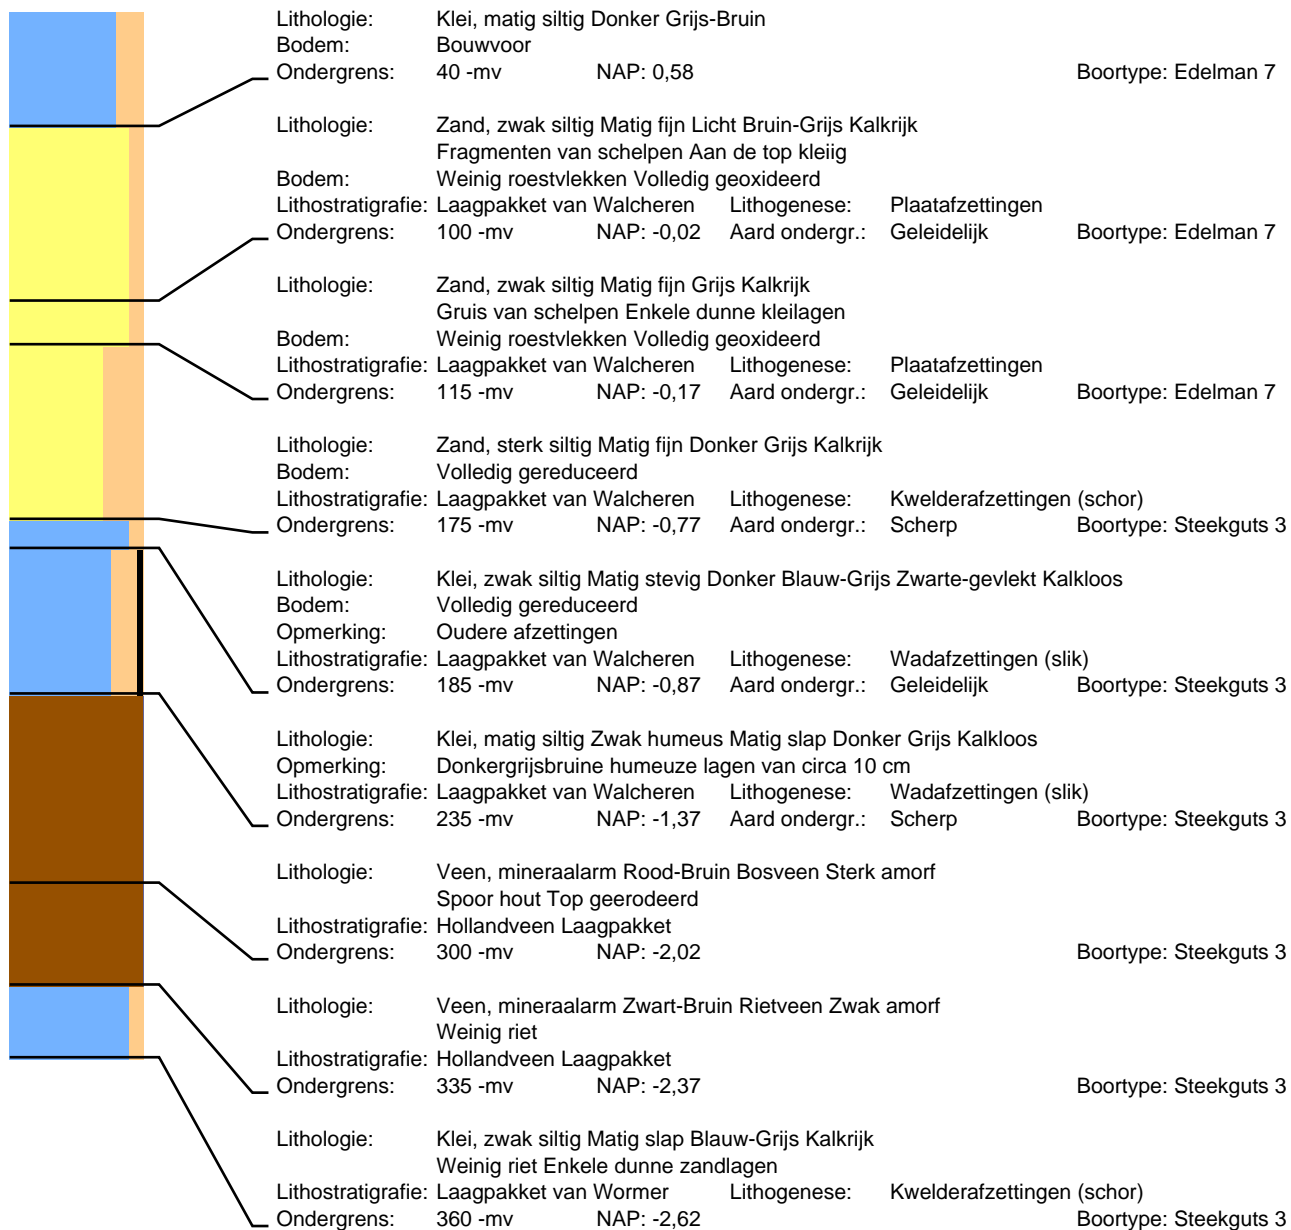 Lithologie: Klei, matig siltig Donker Grijs-Bruin
Bodem: Bouwvoor
Ondergrens: 40 -mv NAP: 0,58 Boortype: Edelman 7
Lithologie: Zand, zwak siltig Matig fijn Licht Bruin-Grijs Kalkrijk
Fragmenten van schelpen Aan de top kleiig
Bodem: Weinig roestvlekken Volledig geoxideerd
Lithostratigrafie: Laagpakket van Walcheren Lithogenese: Plaatafzettingen
Ondergrens: 100 -mv NAP: -0,02 Aard ondergr.: Geleidelijk Boortype: Edelman 7
Lithologie: Zand, zwak siltig Matig fijn Grijs Kalkrijk
Gruis van schelpen Enkele dunne kleilagen
Bodem: Weinig roestvlekken Volledig geoxideerd
Lithostratigrafie: Laagpakket van Walcheren Lithogenese: Plaatafzettingen
Ondergrens: 115 -mv NAP: -0,17 Aard ondergr.: Geleidelijk Boortype: Edelman 7
Lithologie: Zand, sterk siltig Matig fijn Donker Grijs Kalkrijk
Bodem: Volledig gereduceerd
Lithostratigrafie: Laagpakket van Walcheren Lithogenese: Kwelderafzettingen (schor)
Ondergrens: 175 -mv NAP: -0,77 Aard ondergr.: Scherp Boortype: Steekguts 3
Lithologie: Klei, zwak siltig Matig stevig Donker Blauw-Grijs Zwarte-gevlekt Kalkloos
Bodem: Volledig gereduceerd
Opmerking: Oudere afzettingen
Lithostratigrafie: Laagpakket van Walcheren Lithogenese: Wadafzettingen (slik)
Ondergrens: 185 -mv NAP: -0,87 Aard ondergr.: Geleidelijk Boortype: Steekguts 3
Lithologie: Klei, matig siltig Zwak humeus Matig slap Donker Grijs Kalkloos
Opmerking: Donkergrijsbruine humeuze lagen van circa 10 cm
Lithostratigrafie: Laagpakket van Walcheren Lithogenese: Wadafzettingen (slik)
Ondergrens: 235 -mv NAP: -1,37 Aard ondergr.: Scherp Boortype: Steekguts 3
Lithologie: Veen, mineraalarm Rood-Bruin Bosveen Sterk amorf
Spoor hout Top geerodeerd
Lithostratigrafie: Hollandveen Laagpakket
Ondergrens: 300 -mv NAP: -2,02 Boortype: Steekguts 3
Lithologie: Veen, mineraalarm Zwart-Bruin Rietveen Zwak amorf
Weinig riet
Lithostratigrafie: Hollandveen Laagpakket
Ondergrens: 335 -mv NAP: -2,37 Boortype: Steekguts 3
Lithologie: Klei, zwak siltig Matig slap Blauw-Grijs Kalkrijk
Weinig riet Enkele dunne zandlagen
Lithostratigrafie: Laagpakket van Wormer Lithogenese: Kwelderafzettingen (schor)
Ondergrens: 360 -mv NAP: -2,62 Boortype: Steekguts 3